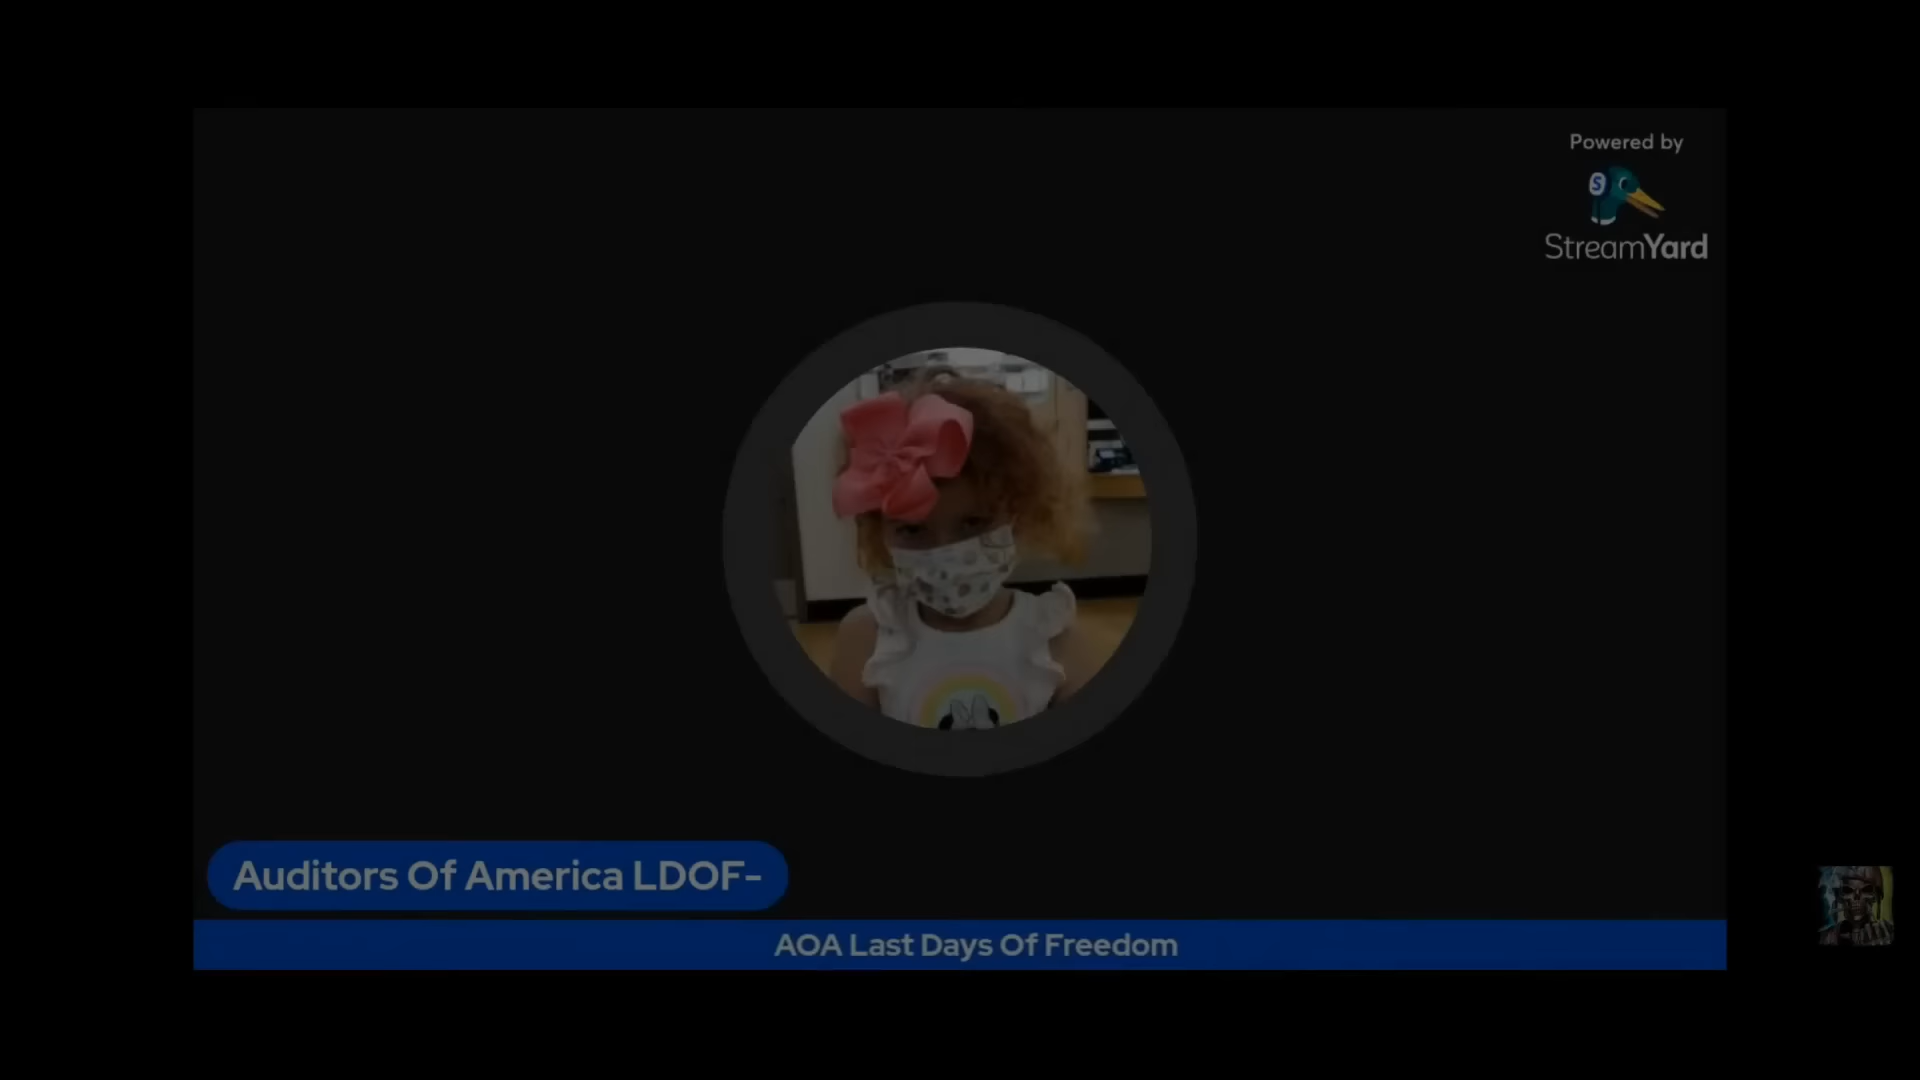 Powered by
S
StreamYard
Auditors Of America LDOF-
AOA Last Days Of Freedom